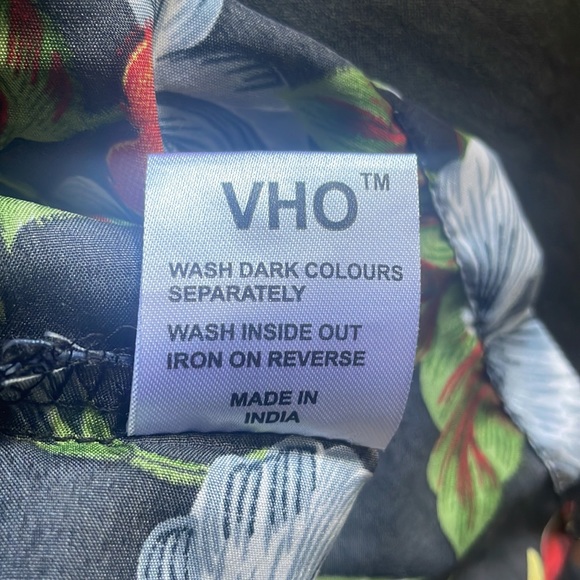 VHO™
WASH DARK COLOURS
SEPARATELY
WASH INSIDE OUT
IRON ON REVERSE
MADE IN
INDIA